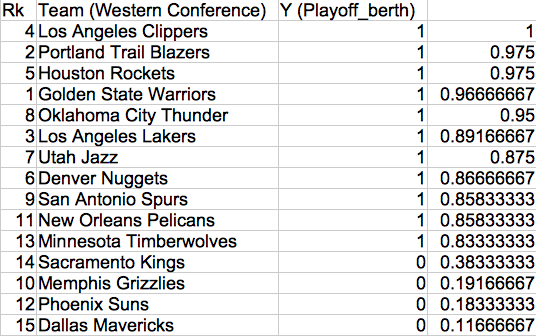 Rk Team (Western Conference) Y (Playoff_berth)
4 Los Angeles Clippers 1 1
2 Portland Trail Blazers 1 0.975
5 Houston Rockets 1 0.975
1 Golden State Warriors 1 0.96666667
8 Oklahoma City Thunder 1 0.95
3 Los Angeles Lakers 1 0.89166667
7 Utah Jazz 1 0.875
6 Denver Nuggets 1 0.86666667
9 San Antonio Spurs 1 0.85833333
11 New Orleans Pelicans 1 0.85833333
13 Minnesota Timberwolves 1 0.83333333
14 Sacramento Kings 0 0.38333333
10 Memphis Grizzlies 0 0.19166667
12 Phoenix Suns 0 0.18333333
15 Dallas Mavericks 0 0.11666667